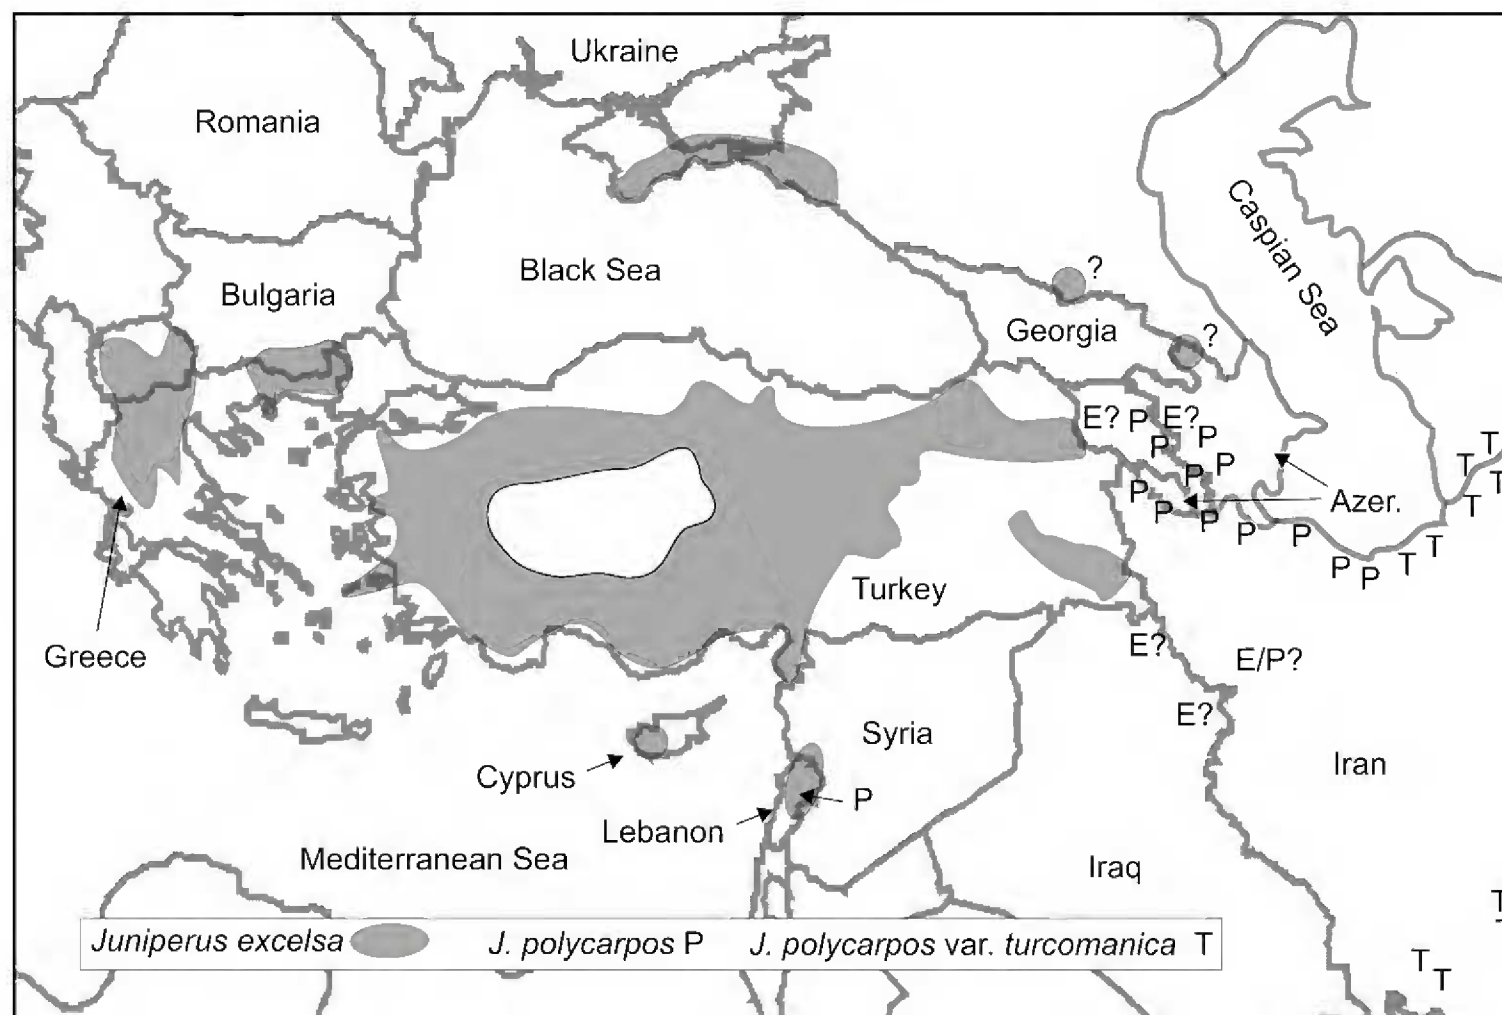 Ukraine
Romania
Caspian Sea
Black Sea
?
Bulgaria
Georgia
?
E? P E? P
P P
T T
P P T
P P P Azer. T
P P T
P P T
Turkey
Greece
E? E/P?
E?
Syria
Iran
Cyprus
P
Lebanon
Mediterranean Sea
Iraq
T
Juniperus excelsa J. polycarpos P J. polycarpos var. turcomanica T
T T